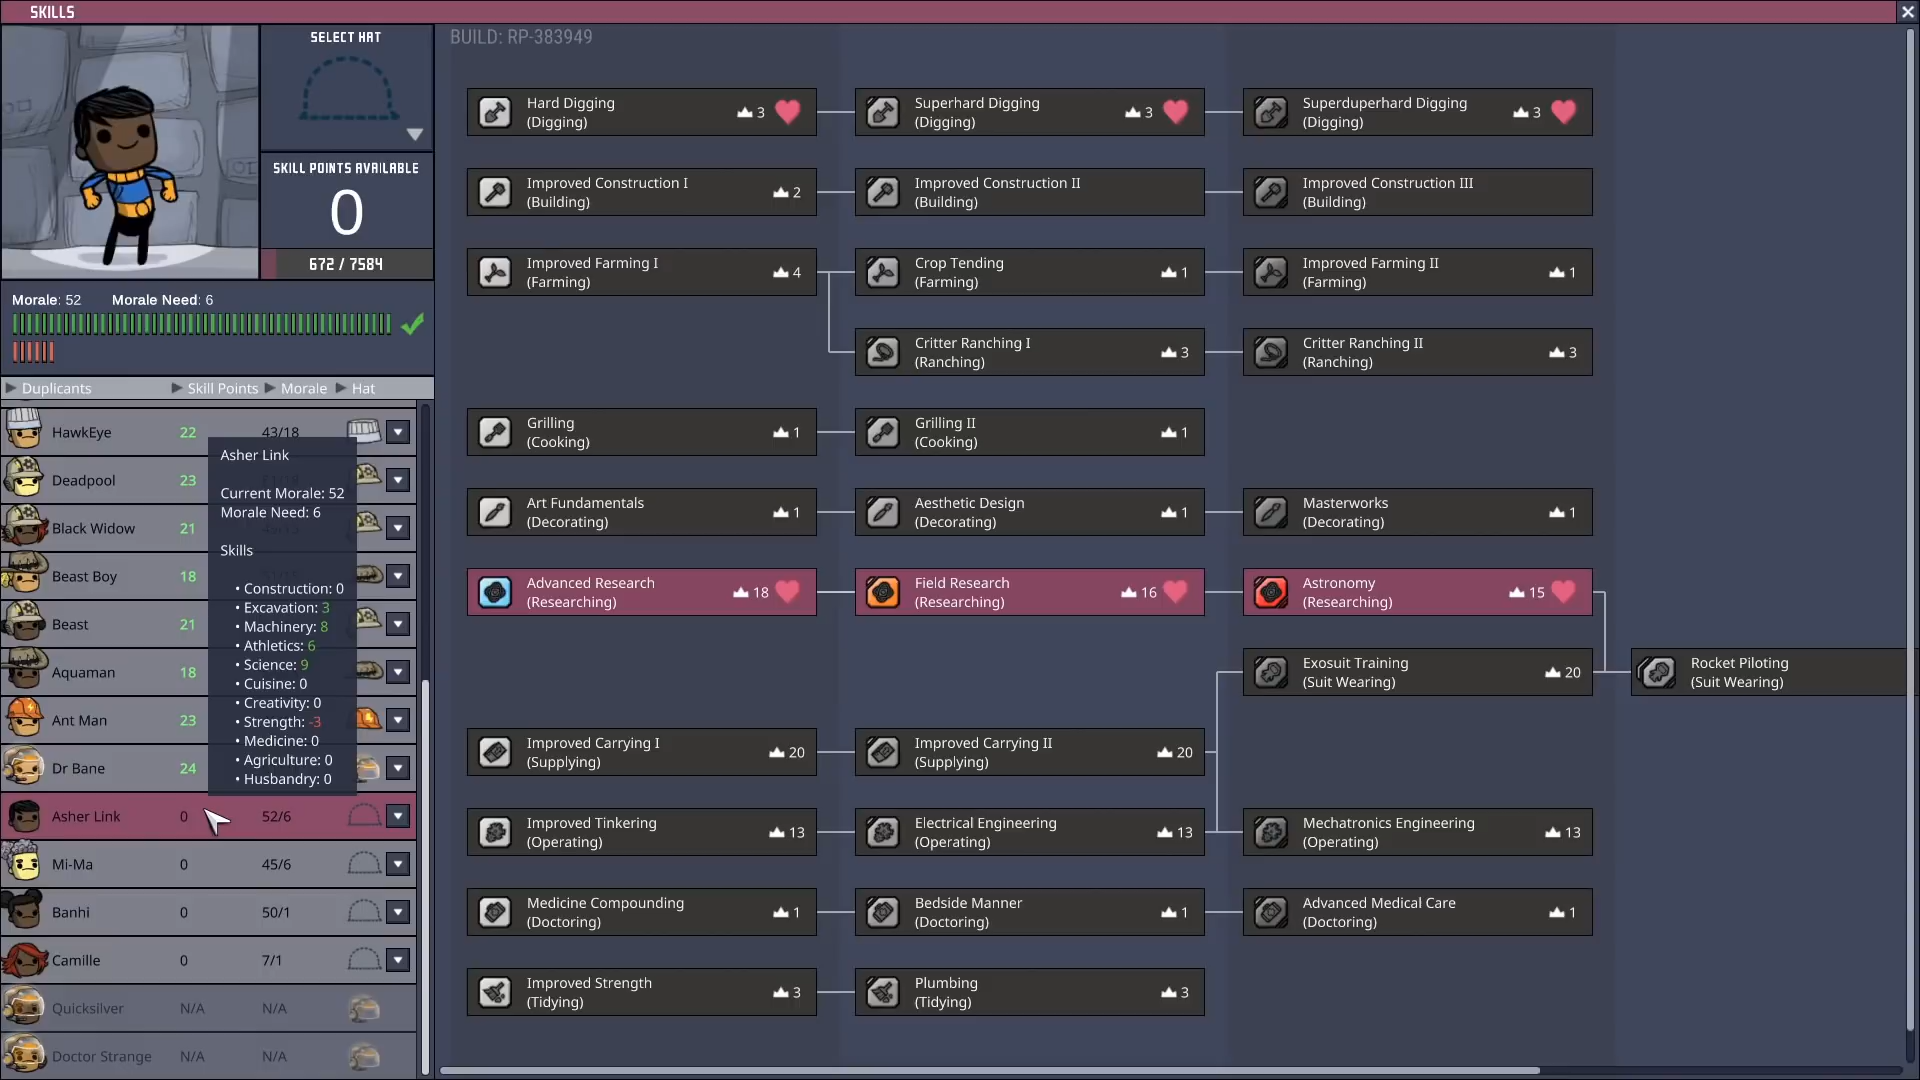 SKILLS
BUILD: RP-383949
SELECT HAT
SKILL POINTS AVAILABLE
0
672 / 7584
Morale: 52 Morale Need: 6
Duplicants Skill Points Morale Hat
HawkEye 22 43/18
Deadpool 23
Black Widow 21
Beast Boy 18
Beast 21
Aquaman 18
Ant Man 23
Dr Bane 24
Asher Link 0 52/6
Mi-Ma 0 45/6
Banhi 0 50/1
Camille 0 7/1
Quicksilver N/A N/A
Doctor Strange N/A N/A
Asher Link
Current Morale: 52
Morale Need: 6
Skills
• Construction: 0
• Excavation: 3
• Machinery: 8
• Athletics: 6
• Science: 9
• Cuisine: 0
• Creativity: 0
• Strength: -3
• Medicine: 0
• Agriculture: 0
• Husbandry: 0
Hard Digging
(Digging)
3
Superhard Digging
(Digging)
3
Superduperhard Digging
(Digging)
3
Improved Construction I
(Building)
2
Improved Construction II
(Building)
Improved Construction III
(Building)
Improved Farming I
(Farming)
4
Crop Tending
(Farming)
1
Improved Farming II
(Farming)
1
Critter Ranching I
(Ranching)
3
Critter Ranching II
(Ranching)
3
Grilling
(Cooking)
1
Grilling II
(Cooking)
1
Art Fundamentals
(Decorating)
1
Aesthetic Design
(Decorating)
1
Masterworks
(Decorating)
1
Advanced Research
(Researching)
18
Field Research
(Researching)
16
Astronomy
(Researching)
15
Exosuit Training
(Suit Wearing)
20
Rocket Piloting
(Suit Wearing)
Improved Carrying I
(Supplying)
20
Improved Carrying II
(Supplying)
20
Improved Tinkering
(Operating)
13
Electrical Engineering
(Operating)
13
Mechatronics Engineering
(Operating)
13
Medicine Compounding
(Doctoring)
1
Bedside Manner
(Doctoring)
1
Advanced Medical Care
(Doctoring)
1
Improved Strength
(Tidying)
3
Plumbing
(Tidying)
3